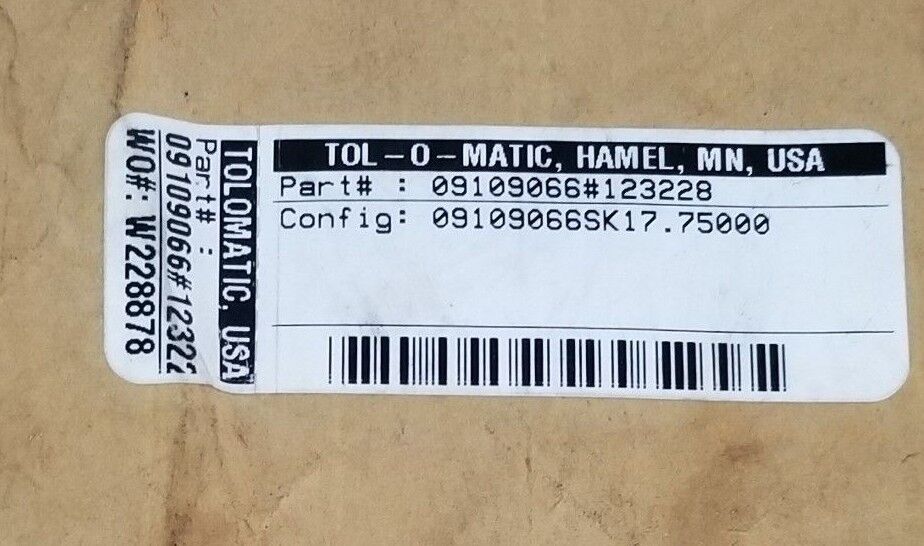 TOL-O-MATIC, HAMEL, MN, USA
Part# : 09109066#123228
Config: 09109066SK17.75000
TOLOMATIC, USA
Part# :
09109066#12322
WO#: W228878